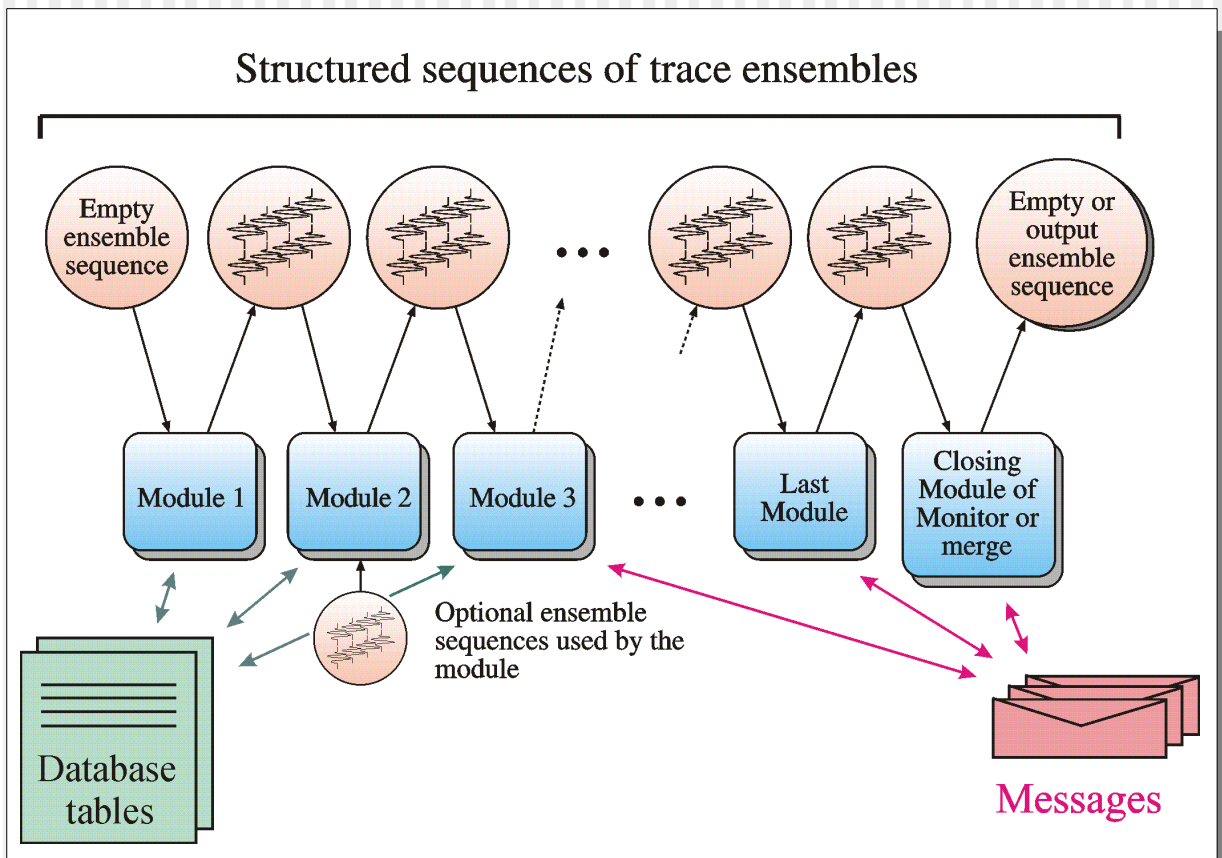 Structured sequences of trace ensembles
Empty
ensemble
sequence
• • •
Empty or
output
ensemble
sequence
Module 1
Module 2
Module 3
• • •
Last
Module
Closing
Module of
Monitor or
merge
Optional ensemble
sequences used by the
module
Database
tables
Messages